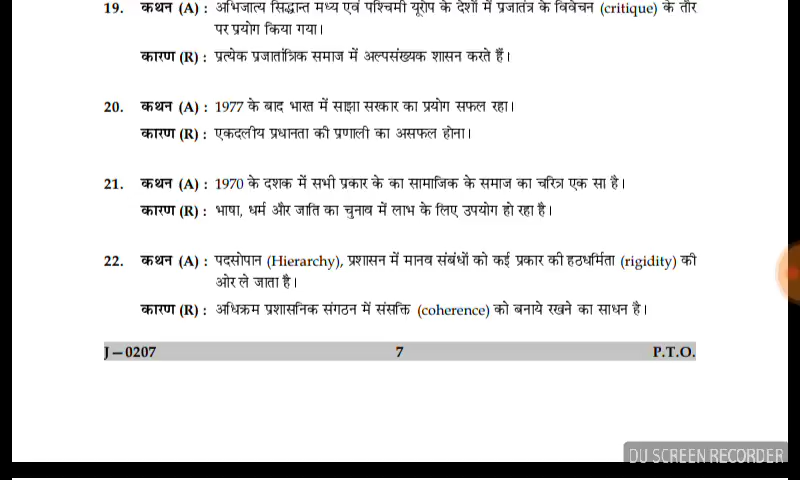 19. कथन (A) : अभिजात्य सिद्धान्त मध्य एवं पश्चिमी यूरोप के देशों में प्रजातंत्र के विवेचन (critique) के तौर
पर प्रयोग किया गया।
कारण (R) : प्रत्येक प्रजातांत्रिक समाज में अल्पसंख्यक शासन करते हैं।
20. कथन (A) : 1977 के बाद भारत में साझा सरकार का प्रयोग सफल रहा।
कारण (R) : एकदलीय प्रधानता की प्रणाली का असफल होना।
21. कथन (A) : 1970 के दशक में सभी प्रकार के का सामाजिक के समाज का चरित्र एक सा है।
कारण (R) : भाषा, धर्म और जाति का चुनाव में लाभ के लिए उपयोग हो रहा है।
22. कथन (A) : पदसोपान (Hierarchy), प्रशासन में मानव संबंधों को कई प्रकार की हठधर्मिता (rigidity) की
ओर ले जाता है।
कारण (R) : अधिक्रम प्रशासनिक संगठन में संसक्ति (coherence) को बनाये रखने का साधन है।
J – 0207 7 P.T.O.
DU SCREEN RECORDER